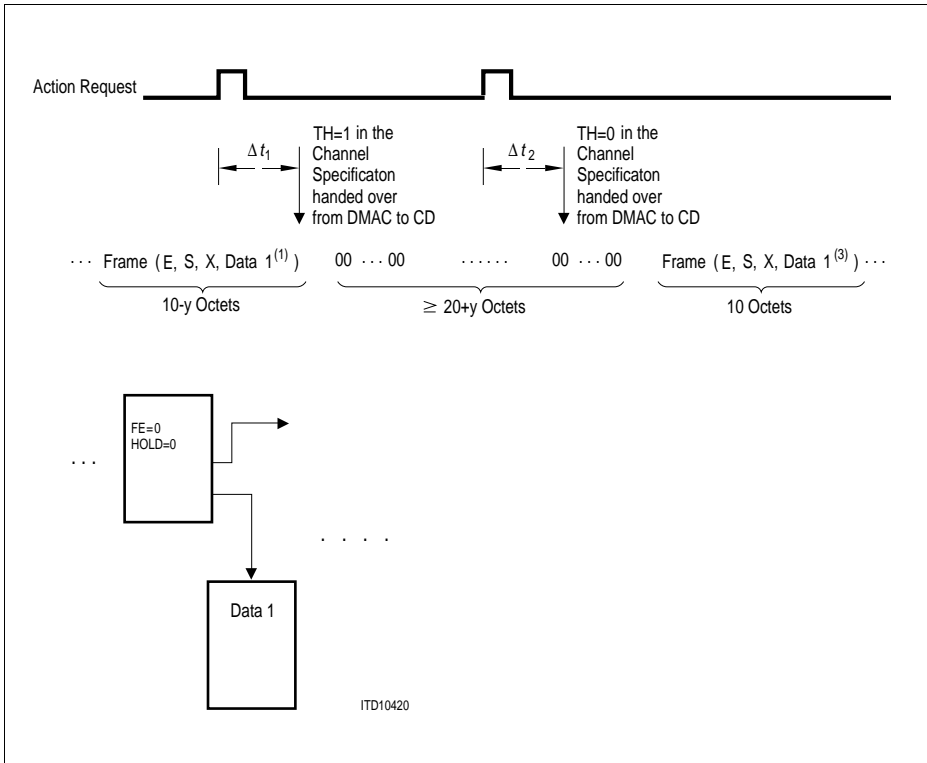 Action Request
Δt1
TH=1 in the
Channel
Specificaton
handed over
from DMAC to CD
Δt2
TH=0 in the
Channel
Specificaton
handed over
from DMAC to CD
··· Frame (E, S, X, Data 1(1)) 00 ··· 00 ······ 00 ··· 00 Frame (E, S, X, Data 1(3)) ···
10-y Octets
≥ 20+y Octets
10 Octets
FE=0
HOLD=0
...
. . . .
Data 1
ITD10420